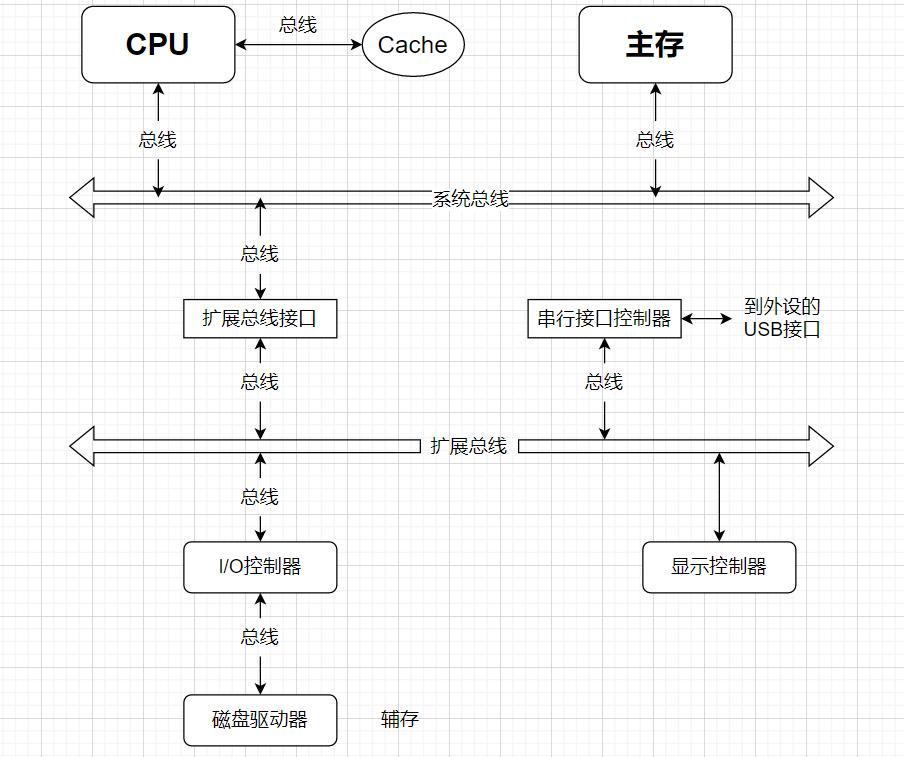 总线
CPU
Cache
主存
总线
总线
系统总线
总线
扩展总线接口
串行接口控制器
到外设的
USB接口
总线
总线
扩展总线
总线
I/O控制器
显示控制器
总线
磁盘驱动器
辅存